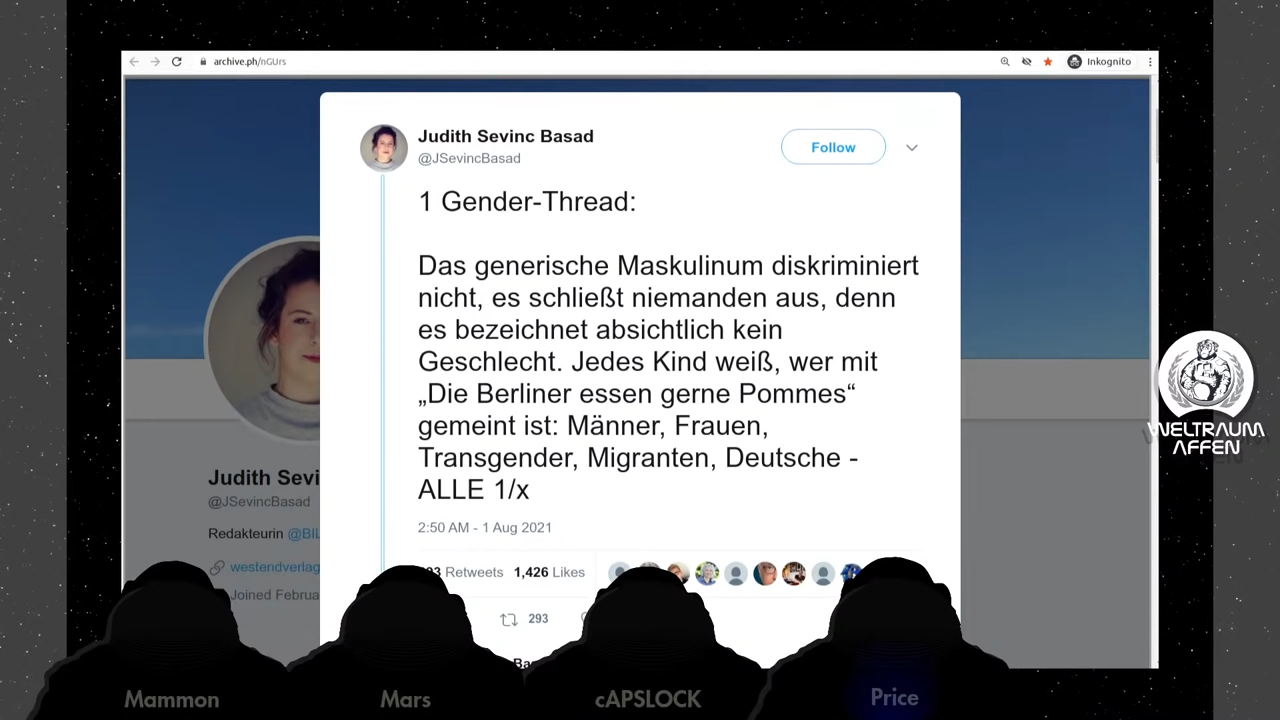 archive.ph/nGUrs
Inkognito
Judith Sevinc Basad
@JSevincBasad
Follow
1 Gender-Thread:
Das generische Maskulinum diskriminiert
nicht, es schließt niemanden aus, denn
es bezeichnet absichtlich kein
Geschlecht. Jedes Kind weiß, wer mit
„Die Berliner essen gerne Pommes“
gemeint ist: Männer, Frauen,
Transgender, Migranten, Deutsche -
ALLE 1/x
2:50 AM - 1 Aug 2021
Retweets 1,426 Likes
293
Judith Sevi
@JSevincBasad
Redakteurin @BIL
westendverlag
Joined Februa
WELTRAUM
AFFEN
Mammon
Mars
cAPSLOCK
Price